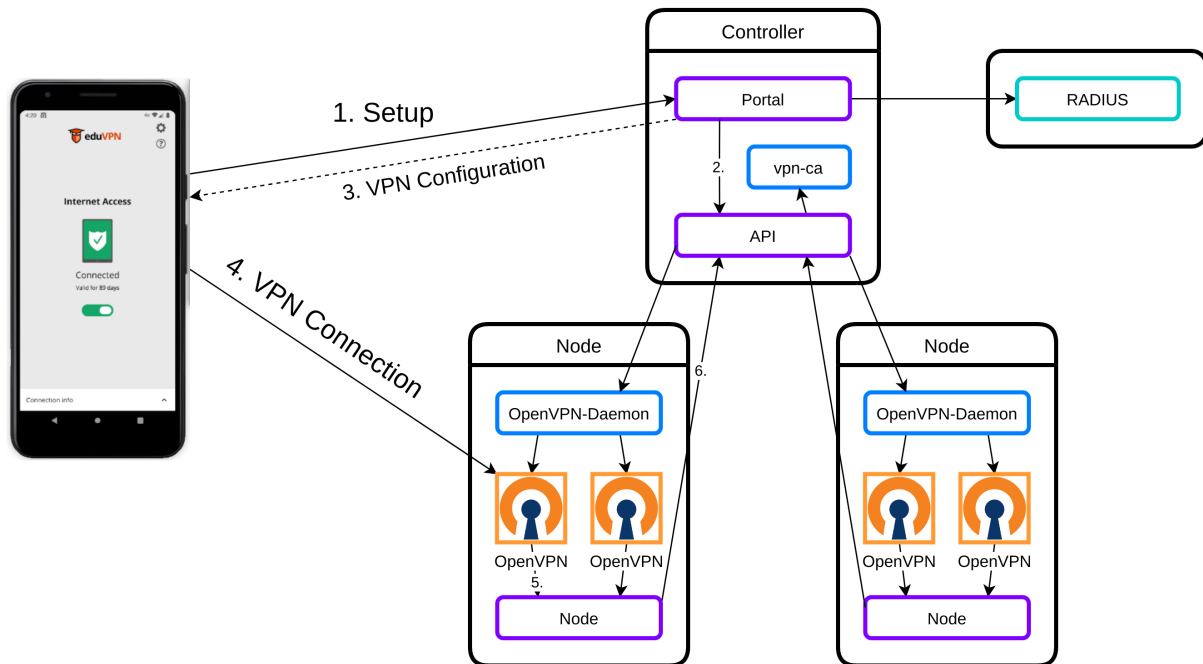 Controller
Portal
RADIUS
2.
vpn-ca
API
1. Setup
3. VPN Configuration
4. VPN Connection
4:20
eduVPN
?
Internet Access
Connected
Valid for 89 days
Connection info
Node
OpenVPN-Daemon
OpenVPN
OpenVPN
5.
Node
6.
Node
OpenVPN-Daemon
OpenVPN
OpenVPN
Node